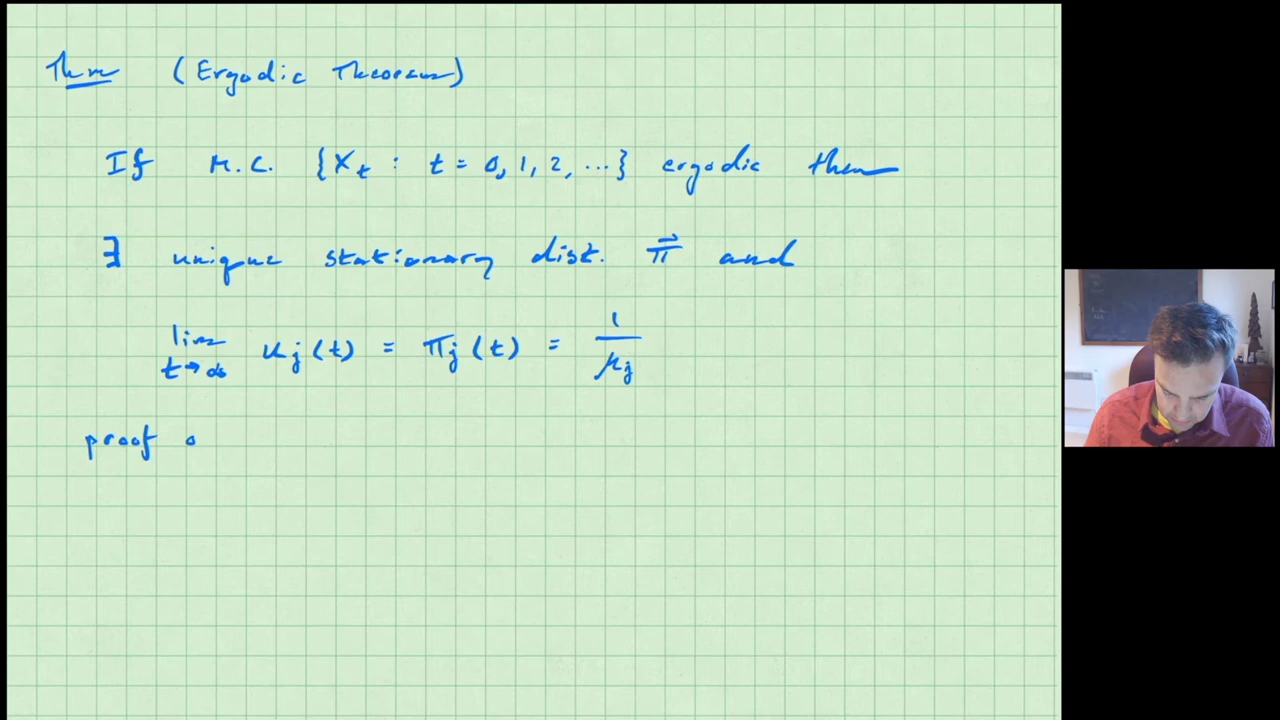 Thm (Ergodic Theorem)
If M.C. {X_t : t = 0, 1, 2, ...} ergodic then
∃ unique stationary dist. π⃗ and
lim_{t→∞} u_j(t) = π_j(t) = 1/μ_j
proof o